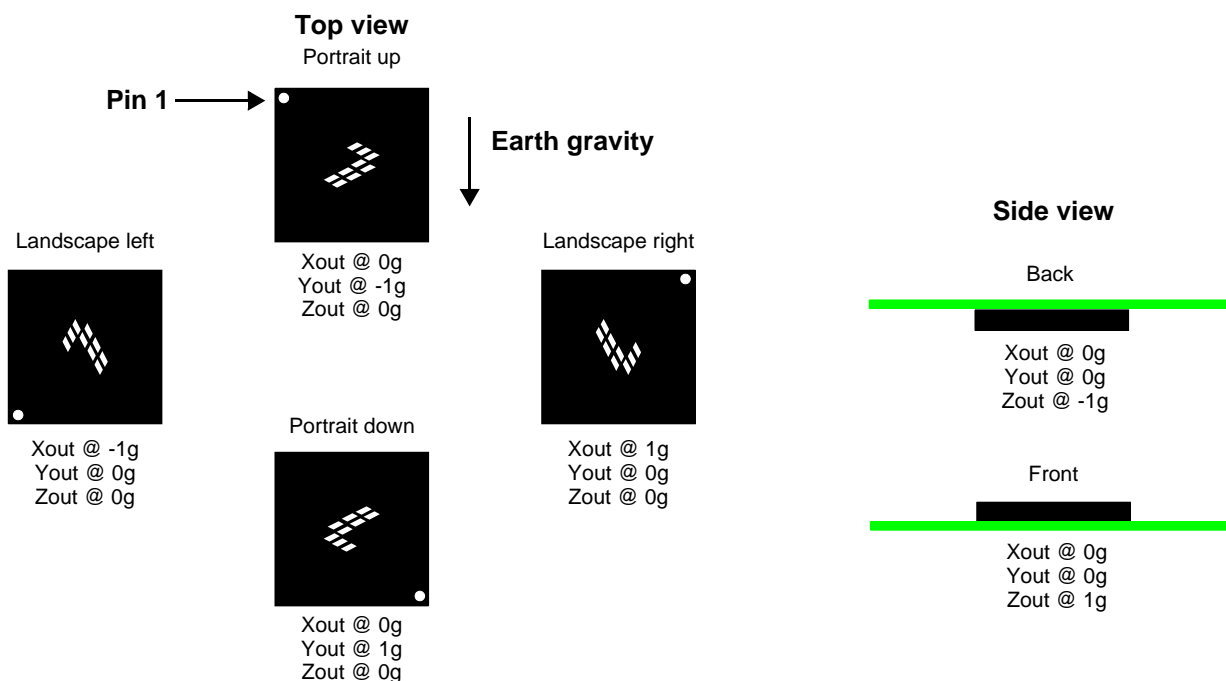 Top view
Portrait up
Pin 1
Earth gravity
Xout @ 0g
Yout @ -1g
Zout @ 0g
Landscape left
Xout @ -1g
Yout @ 0g
Zout @ 0g
Landscape right
Xout @ 1g
Yout @ 0g
Zout @ 0g
Portrait down
Xout @ 0g
Yout @ 1g
Zout @ 0g
Side view
Back
Xout @ 0g
Yout @ 0g
Zout @ -1g
Front
Xout @ 0g
Yout @ 0g
Zout @ 1g